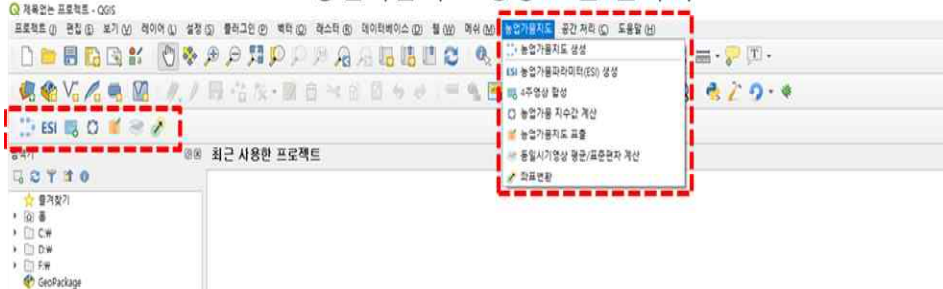 제목없는 프로젝트 - QGIS
프로젝트 (J) 편집 (E) 보기 (V) 레이어 (L) 설정 (S) 플러그인 (P) 벡터 (O) 래스터 (R) 데이터베이스 (D) 웹 (W) 메쉬 (M) 농업가뭄지도 공간 처리 (C) 도움말 (H)
농업가뭄지도 생성
ESI 농업가뭄파라미터(ESI) 생성
4주영상 합성
농업가뭄 지수값 계산
농업가뭄지도 표출
동일시기영상 평균/표준편차 계산
좌표변환
ESI
탐색기
최근 사용한 프로젝트
즐겨찾기
홈
C:₩
D:₩
F:₩
GeoPackage